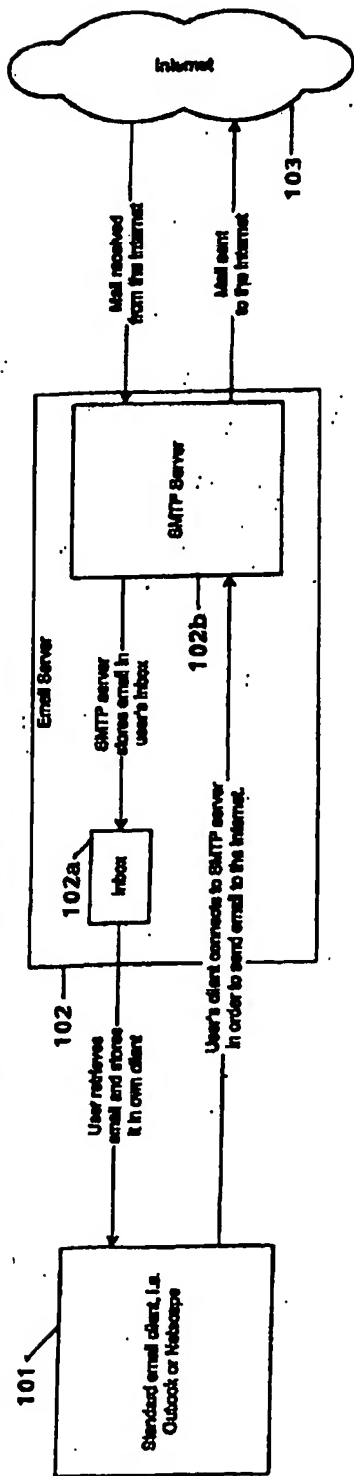 101
Standard email client, i.e.
Outlook or Netscape
User retrieves
email and stores
it in own client
102
Email Server
102a
Inbox
SMTP server
stores email in
user's inbox
SMTP Server
102b
User's client connects to SMTP server
in order to send email to the Internet.
Mail received
from the Internet
Mail sent
to the Internet
Internet
103